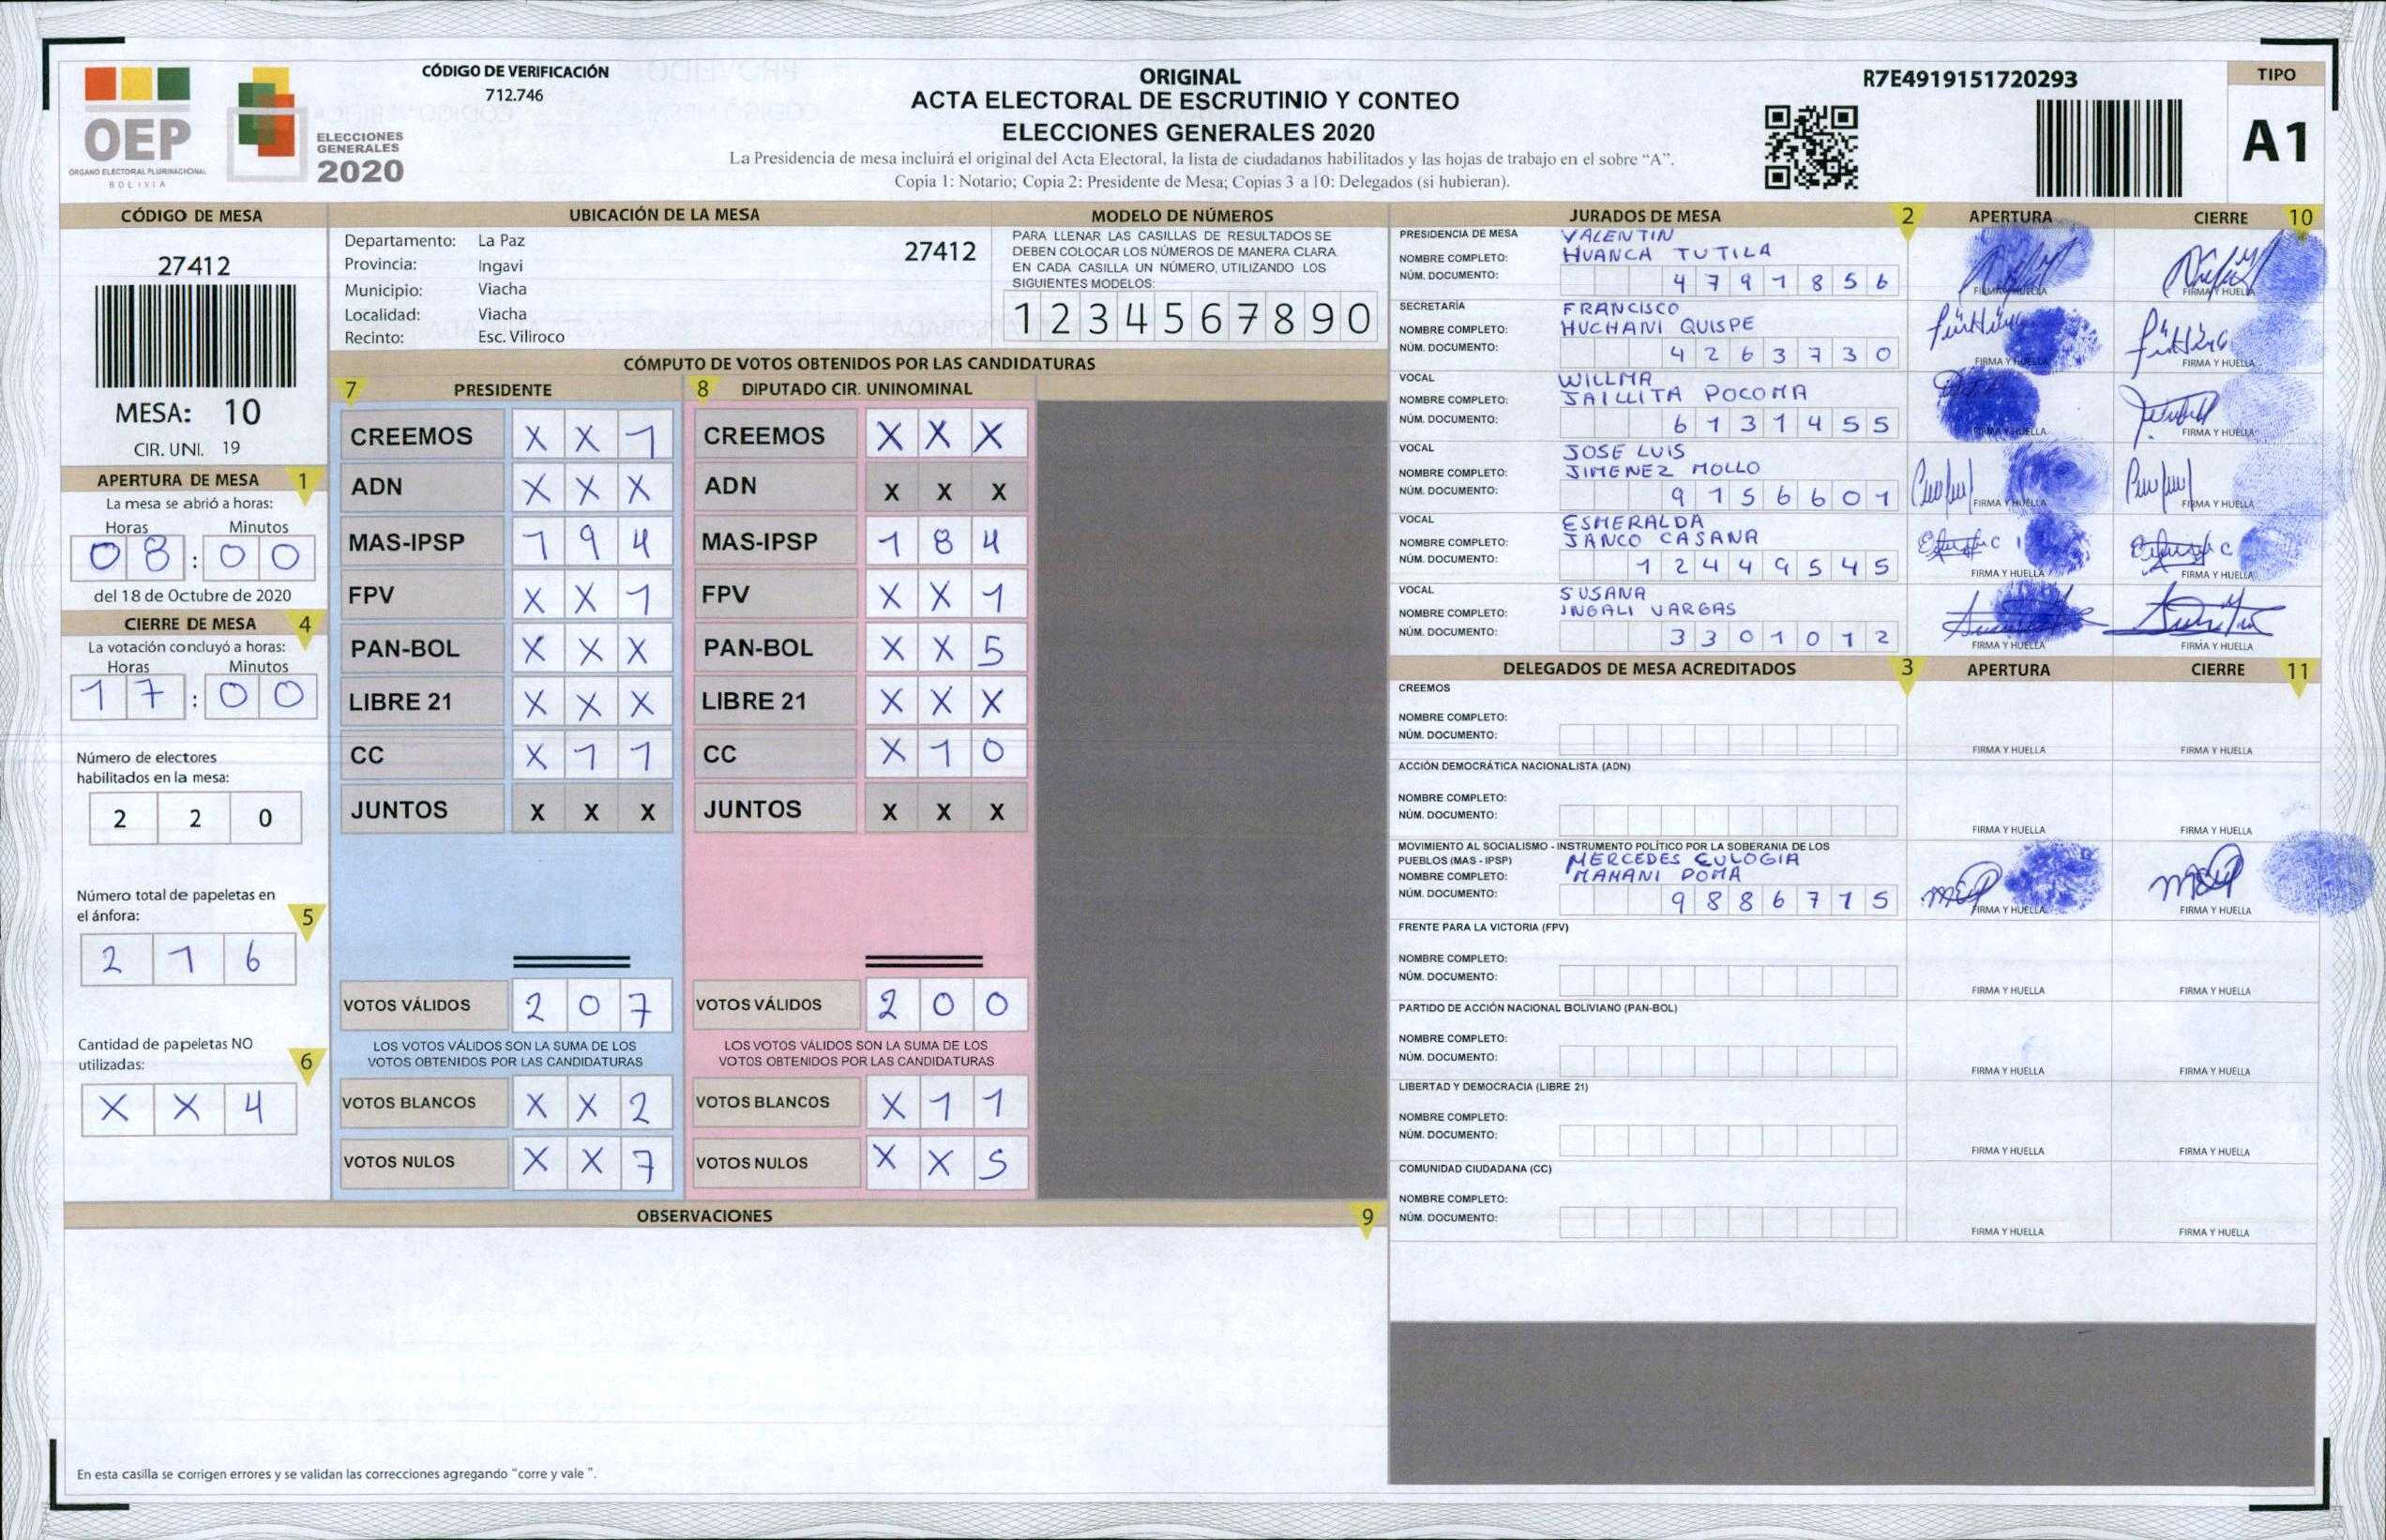 CÓDIGO DE VERIFICACIÓN
712.746
OEP
ÓRGANO ELECTORAL PLURINACIONAL
BOLIVIA
ELECCIONES
GENERALES
2020
ORIGINAL
ACTA ELECTORAL DE ESCRUTINIO Y CONTEO
ELECCIONES GENERALES 2020
La Presidencia de mesa incluirá el original del Acta Electoral, la lista de ciudadanos habilitados y las hojas de trabajo en el sobre “A”.
Copia 1: Notario; Copia 2: Presidente de Mesa; Copias 3 a 10: Delegados (si hubieran).
R7E4919151720293
TIPO
A1
CÓDIGO DE MESA
27412
MESA: 10
CIR. UNI. 19
APERTURA DE MESA 1
La mesa se abrió a horas:
Horas Minutos
08 : 00
del 18 de Octubre de 2020
CIERRE DE MESA 4
La votación concluyó a horas:
Horas Minutos
17 : 00
Número de electores
habilitados en la mesa:
2 2 0
Número total de papeletas en
el ánfora: 5
2 1 6
Cantidad de papeletas NO
utilizadas: 6
X X 4
UBICACIÓN DE LA MESA
Departamento: La Paz 27412
Provincia: Ingavi
Municipio: Viacha
Localidad: Viacha
Recinto: Esc. Viliroco
MODELO DE NÚMEROS
PARA LLENAR LAS CASILLAS DE RESULTADOS SE
DEBEN COLOCAR LOS NÚMEROS DE MANERA CLARA.
EN CADA CASILLA UN NÚMERO, UTILIZANDO LOS
SIGUIENTES MODELOS:
1 2 3 4 5 6 7 8 9 0
CÓMPUTO DE VOTOS OBTENIDOS POR LAS CANDIDATURAS
7 PRESIDENTE 8 DIPUTADO CIR. UNINOMINAL
CREEMOS X X 1 CREEMOS X X X
ADN X X X ADN X X X
MAS-IPSP 1 9 4 MAS-IPSP 1 8 4
FPV X X 1 FPV X X 1
PAN-BOL X X X PAN-BOL X X 5
LIBRE 21 X X X LIBRE 21 X X X
CC X 1 1 CC X 1 0
JUNTOS X X X JUNTOS X X X
VOTOS VÁLIDOS 2 0 7 VOTOS VÁLIDOS 2 0 0
LOS VOTOS VÁLIDOS SON LA SUMA DE LOS LOS VOTOS VÁLIDOS SON LA SUMA DE LOS
VOTOS OBTENIDOS POR LAS CANDIDATURAS VOTOS OBTENIDOS POR LAS CANDIDATURAS
VOTOS BLANCOS X X 2 VOTOS BLANCOS X 1 1
VOTOS NULOS X X 7 VOTOS NULOS X X 5
OBSERVACIONES 9
En esta casilla se corrigen errores y se validan las correcciones agregando “corre y vale ”.
JURADOS DE MESA 2 APERTURA CIERRE 10
PRESIDENCIA DE MESA VALENTIN
NOMBRE COMPLETO: HUANCA TUTILA
NÚM. DOCUMENTO: 4 7 9 1 8 5 6 FIRMA Y HUELLA FIRMA Y HUELLA
SECRETARÍA FRANCISCO
NOMBRE COMPLETO: HUCHANI QUISPE
NÚM. DOCUMENTO: 4 2 6 3 7 3 0 FIRMA Y HUELLA FIRMA Y HUELLA
VOCAL WILLMA
NOMBRE COMPLETO: JAILLITA POCOMA
NÚM. DOCUMENTO: 6 1 3 1 4 5 5 FIRMA Y HUELLA FIRMA Y HUELLA
VOCAL JOSE LUIS
NOMBRE COMPLETO: JIMENEZ MOLLO
NÚM. DOCUMENTO: 9 1 5 6 6 0 1 FIRMA Y HUELLA FIRMA Y HUELLA
VOCAL ESMERALDA
NOMBRE COMPLETO: JANCO CASANA
NÚM. DOCUMENTO: 1 2 4 4 9 5 4 5 FIRMA Y HUELLA FIRMA Y HUELLA
VOCAL SUSANA
NOMBRE COMPLETO: INGALI VARGAS
NÚM. DOCUMENTO: 3 3 0 1 0 1 2 FIRMA Y HUELLA FIRMA Y HUELLA
DELEGADOS DE MESA ACREDITADOS 3 APERTURA CIERRE 11
CREEMOS
NOMBRE COMPLETO:
NÚM. DOCUMENTO: FIRMA Y HUELLA FIRMA Y HUELLA
ACCIÓN DEMOCRÁTICA NACIONALISTA (ADN)
NOMBRE COMPLETO:
NÚM. DOCUMENTO: FIRMA Y HUELLA FIRMA Y HUELLA
MOVIMIENTO AL SOCIALISMO - INSTRUMENTO POLÍTICO POR LA SOBERANIA DE LOS
PUEBLOS (MAS - IPSP) MERCEDES EULOGIA
NOMBRE COMPLETO: MAMANI POMA
NÚM. DOCUMENTO: 9 8 8 6 7 1 5 FIRMA Y HUELLA FIRMA Y HUELLA
FRENTE PARA LA VICTORIA (FPV)
NOMBRE COMPLETO:
NÚM. DOCUMENTO: FIRMA Y HUELLA FIRMA Y HUELLA
PARTIDO DE ACCIÓN NACIONAL BOLIVIANO (PAN-BOL)
NOMBRE COMPLETO:
NÚM. DOCUMENTO: FIRMA Y HUELLA FIRMA Y HUELLA
LIBERTAD Y DEMOCRACIA (LIBRE 21)
NOMBRE COMPLETO:
NÚM. DOCUMENTO: FIRMA Y HUELLA FIRMA Y HUELLA
COMUNIDAD CIUDADANA (CC)
NOMBRE COMPLETO:
NÚM. DOCUMENTO: FIRMA Y HUELLA FIRMA Y HUELLA